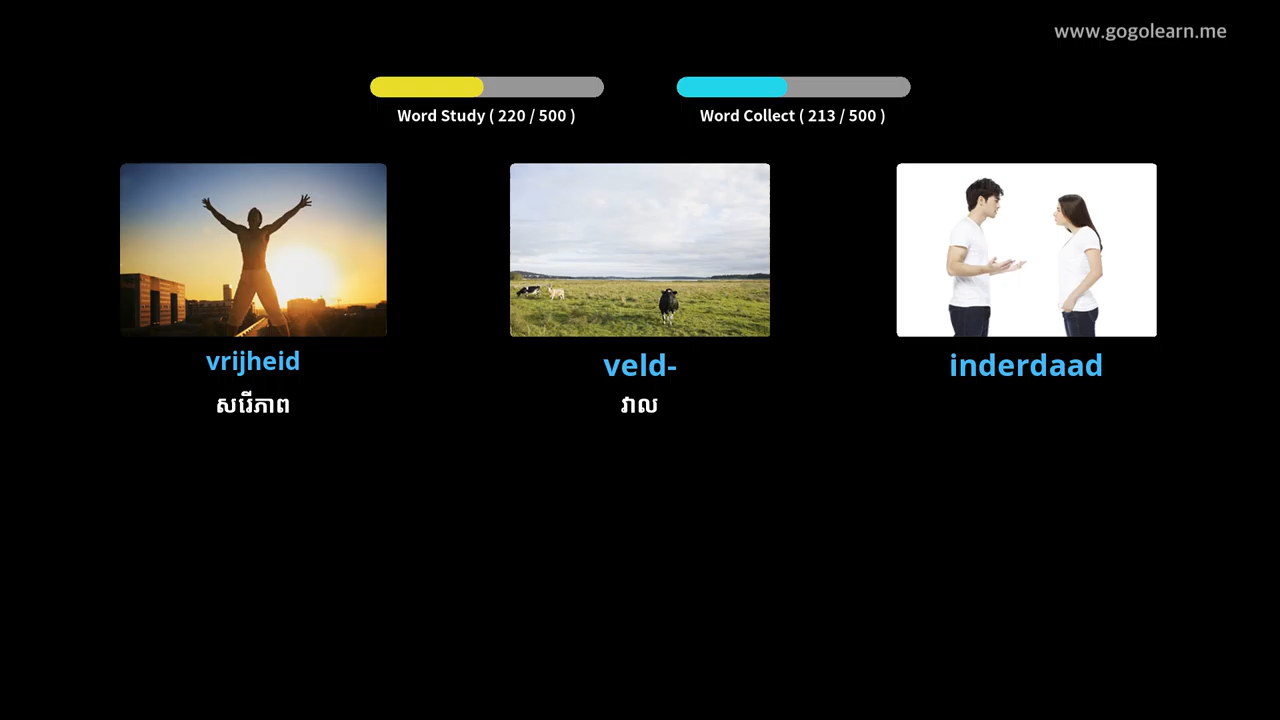 www.gogolearn.me
Word Study ( 220 / 500 )
Word Collect ( 213 / 500 )
vrijheid
សេរីភាព
veld-
វាល
inderdaad